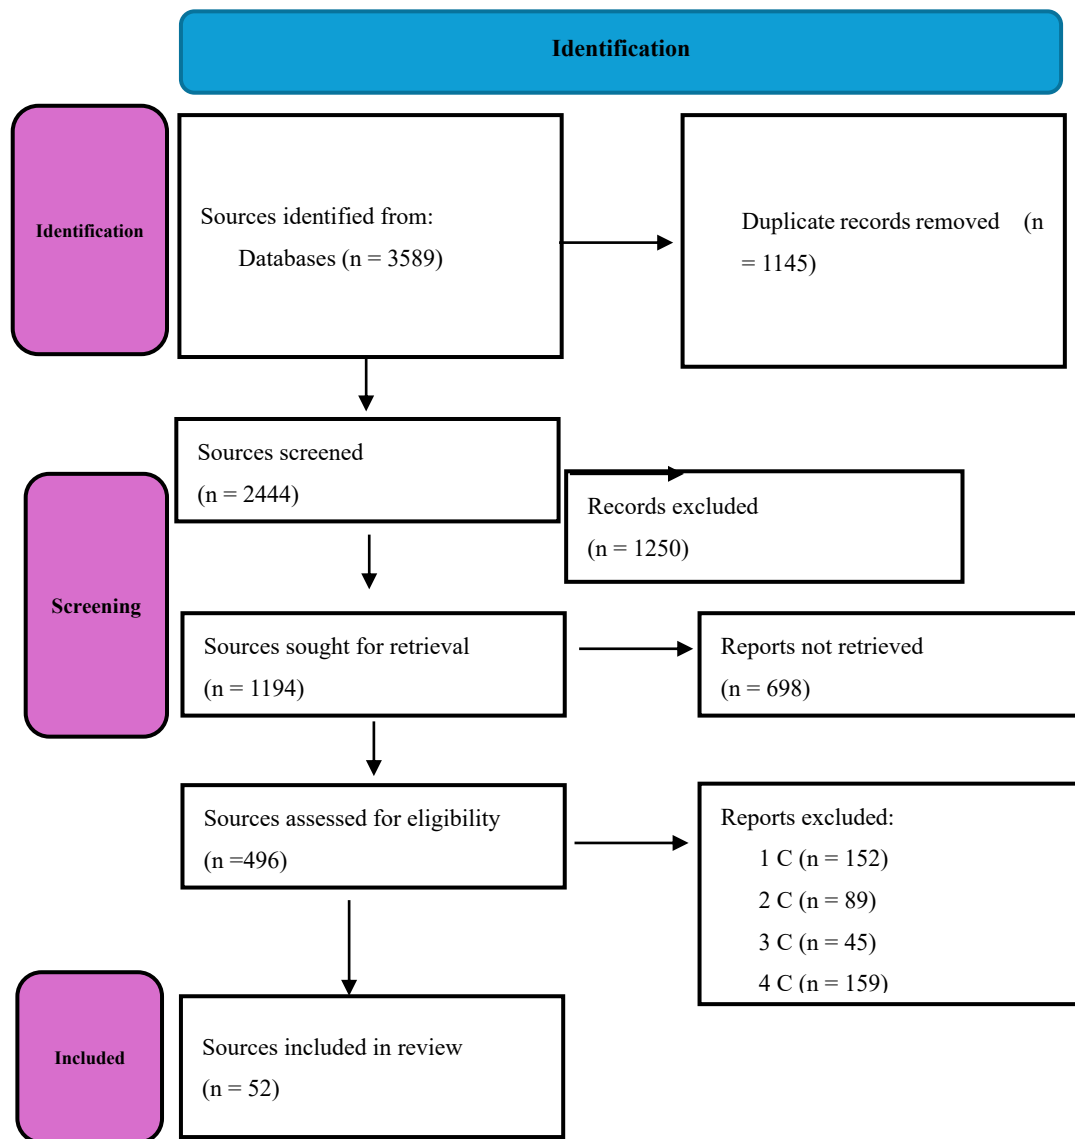 Identification
Identification
Sources identified from:
Databases (n = 3589)
Duplicate records removed (n
= 1145)
Sources screened
(n = 2444)
Records excluded
(n = 1250)
Screening
Sources sought for retrieval
(n = 1194)
Reports not retrieved
(n = 698)
Sources assessed for eligibility
(n =496)
Reports excluded:
1 C (n = 152)
2 C (n = 89)
3 C (n = 45)
4 C (n = 159)
Included
Sources included in review
(n = 52)